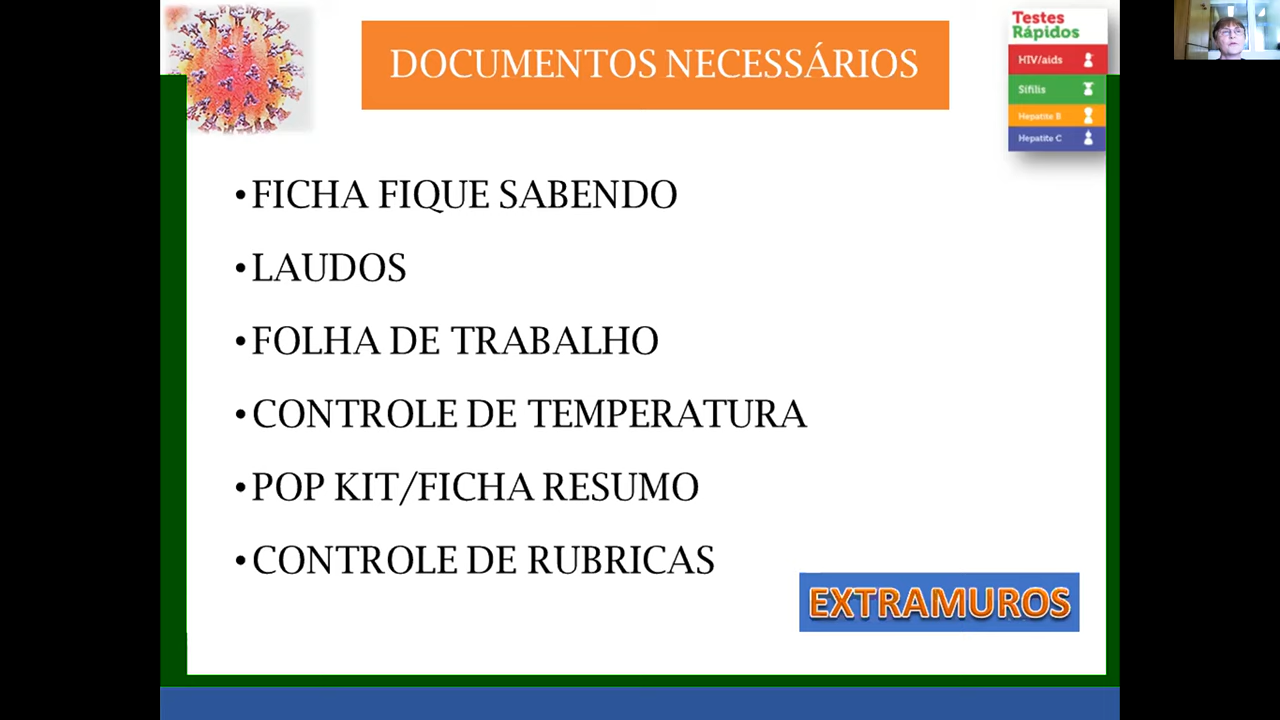 DOCUMENTOS NECESSÁRIOS
Testes
Rápidos
HIV/aids
Sífilis
Hepatite B
Hepatite C
•FICHA FIQUE SABENDO
•LAUDOS
•FOLHA DE TRABALHO
•CONTROLE DE TEMPERATURA
•POP KIT/FICHA RESUMO
•CONTROLE DE RUBRICAS
EXTRAMUROS